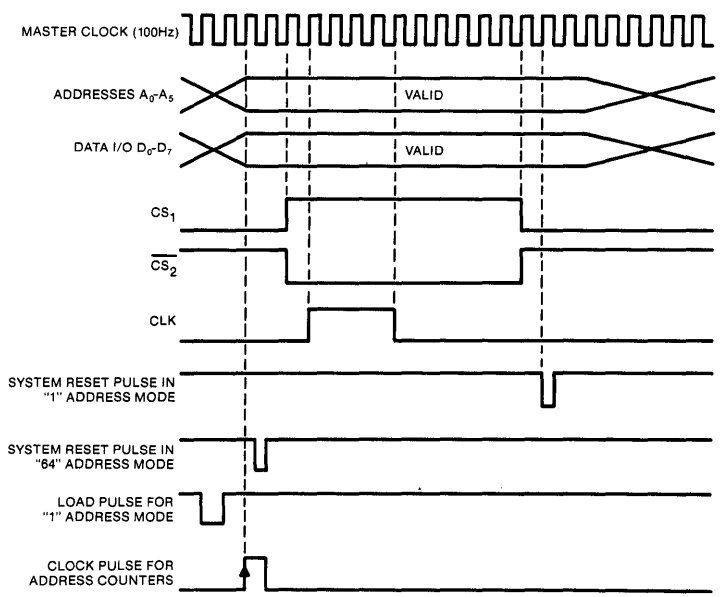 MASTER CLOCK (100Hz)
ADDRESSES A₀-A₅
VALID
DATA I/O D₀-D₇
VALID
CS₁
C̅S̅₂
CLK
SYSTEM RESET PULSE IN
"1" ADDRESS MODE
SYSTEM RESET PULSE IN
"64" ADDRESS MODE
LOAD PULSE FOR
"1" ADDRESS MODE
CLOCK PULSE FOR
ADDRESS COUNTERS